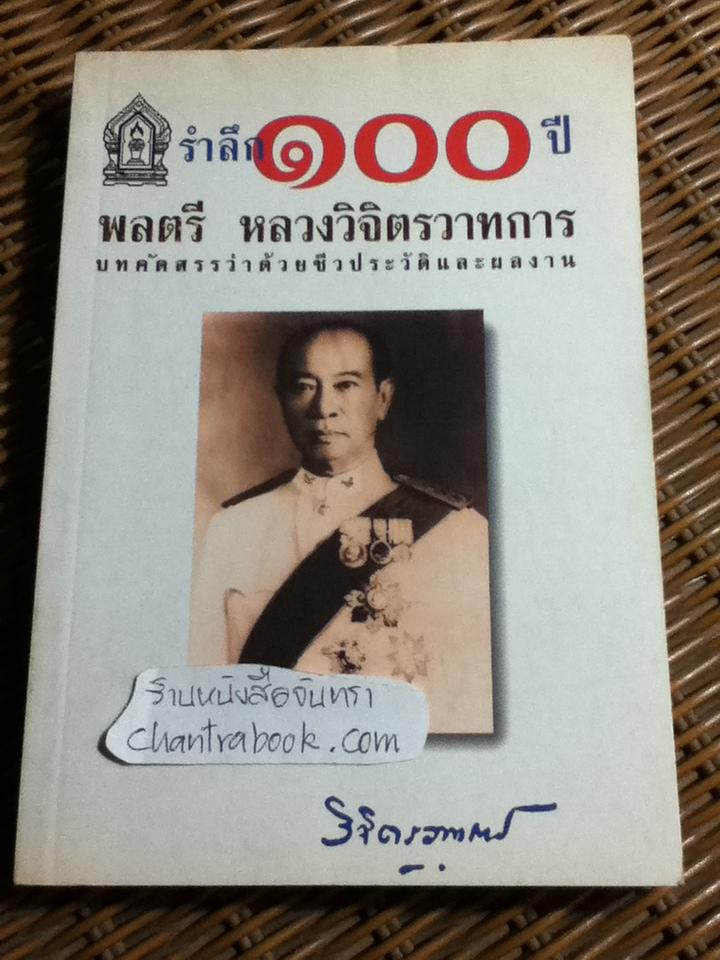 รำลึก ๑๐๐ ปี
พลตรี หลวงวิจิตรวาทการ
บทคัดสรรว่าด้วยชีวประวัติและผลงาน
ร้านหนังสือจันทรา
chantrabook.com
วิจิตรวาทการ